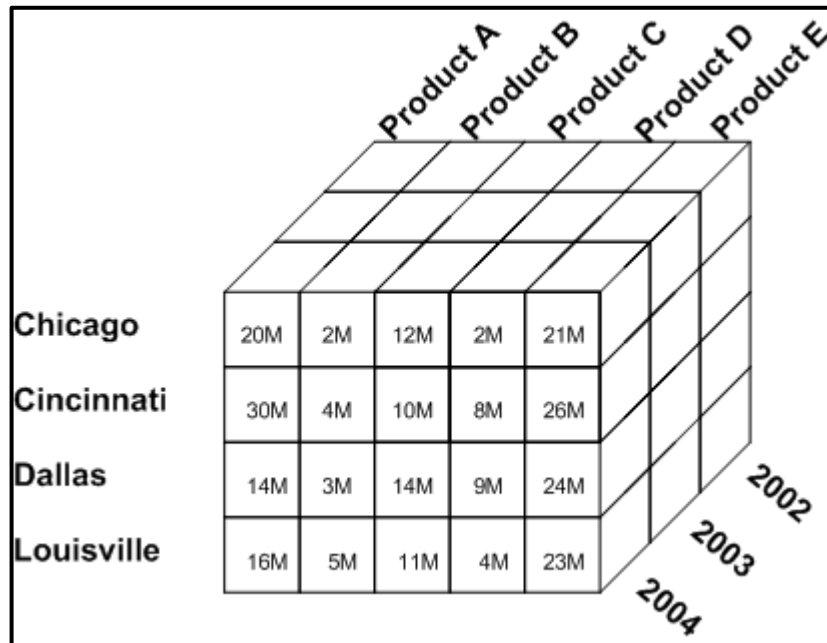 Product A
Product B
Product C
Product D
Product E
Chicago
20M 2M 12M 2M 21M
Cincinnati
30M 4M 10M 8M 26M
Dallas
14M 3M 14M 9M 24M
Louisville
16M 5M 11M 4M 23M
2002
2003
2004